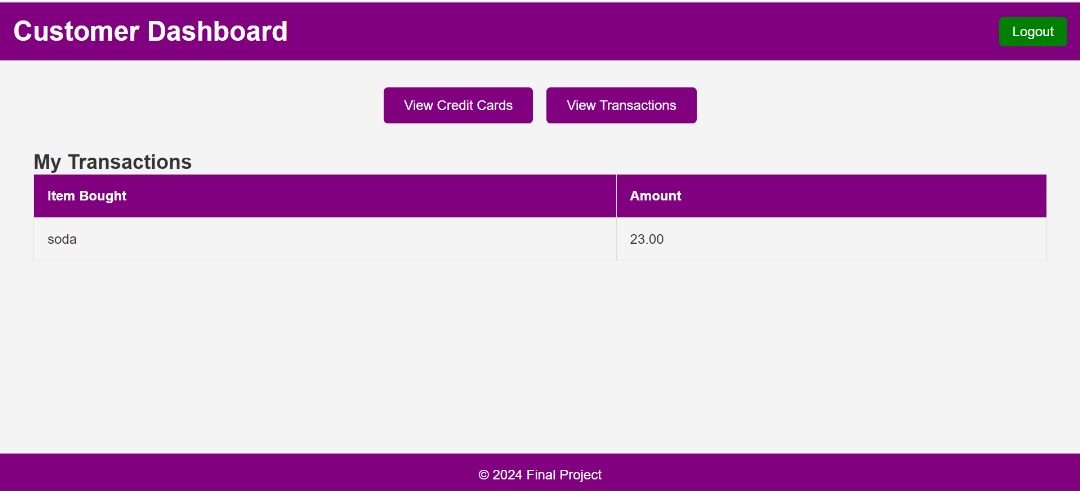 Customer Dashboard
Logout
View Credit Cards
View Transactions
My Transactions
Item Bought
Amount
soda
23.00
© 2024 Final Project